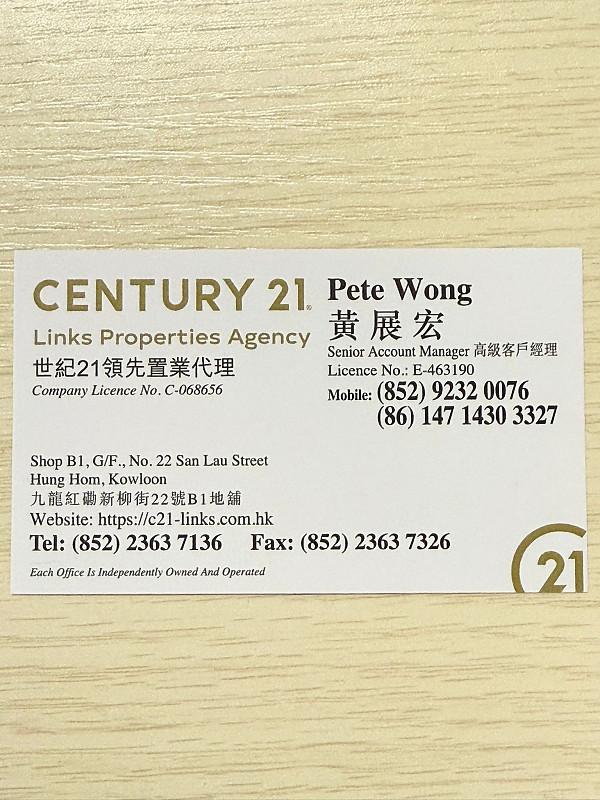 CENTURY 21®
Links Properties Agency
世紀21領先置業代理
Company Licence No. C-068656
Pete Wong
黃展宏
Senior Account Manager 高級客戶經理
Licence No.: E-463190
Mobile: (852) 9232 0076
(86) 147 1430 3327
Shop B1, G/F., No. 22 San Lau Street
Hung Hom, Kowloon
九龍紅磡新柳街22號B1地舖
Website: https://c21-links.com.hk
Tel: (852) 2363 7136 Fax: (852) 2363 7326
Each Office Is Independently Owned And Operated
21